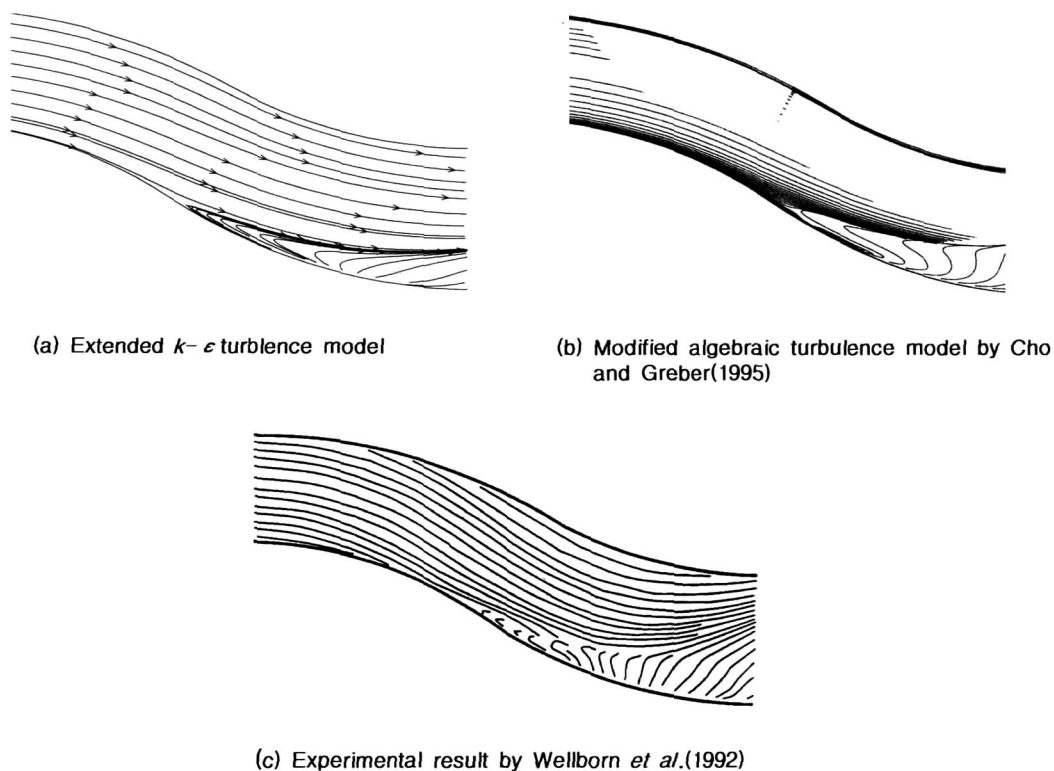 (a) Extended k- ε turblence model
(b) Modified algebraic turbulence model by Cho
and Greber(1995)
(c) Experimental result by Wellborn et al.(1992)